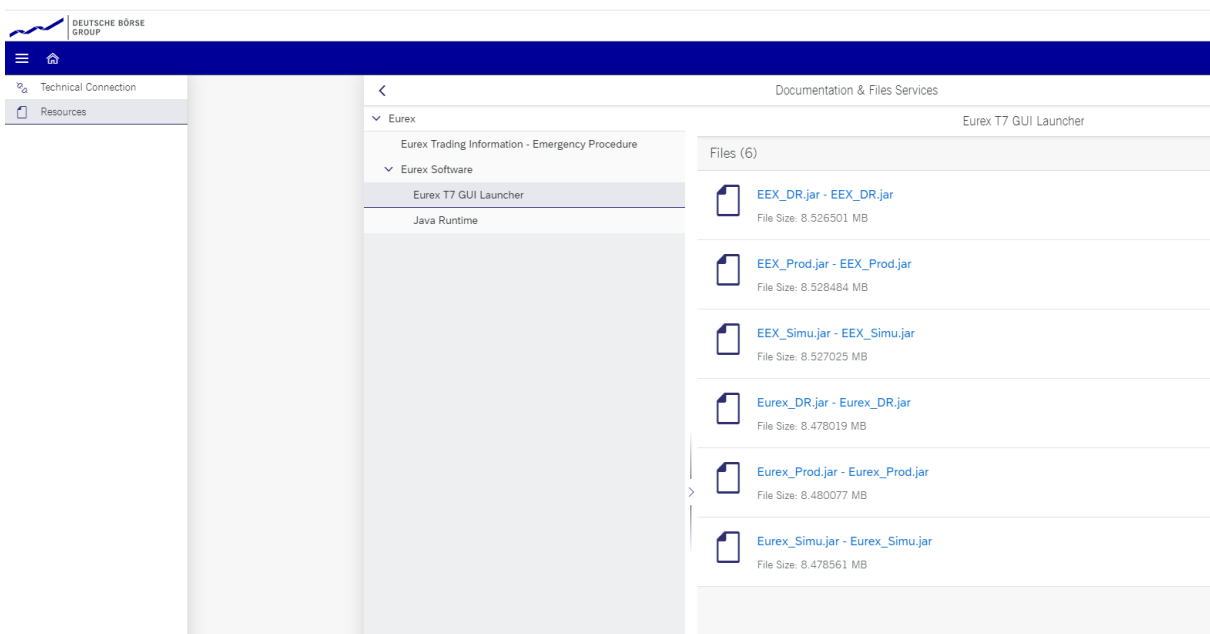 DEUTSCHE BÖRSE
GROUP
Technical Connection
Resources
Documentation & Files Services
Eurex
Eurex Trading Information - Emergency Procedure
Eurex Software
Eurex T7 GUI Launcher
Java Runtime
Eurex T7 GUI Launcher
Files (6)
EEX_DR.jar - EEX_DR.jar
File Size: 8.526501 MB
EEX_Prod.jar - EEX_Prod.jar
File Size: 8.528484 MB
EEX_Simu.jar - EEX_Simu.jar
File Size: 8.527025 MB
Eurex_DR.jar - Eurex_DR.jar
File Size: 8.478019 MB
Eurex_Prod.jar - Eurex_Prod.jar
File Size: 8.480077 MB
Eurex_Simu.jar - Eurex_Simu.jar
File Size: 8.478561 MB